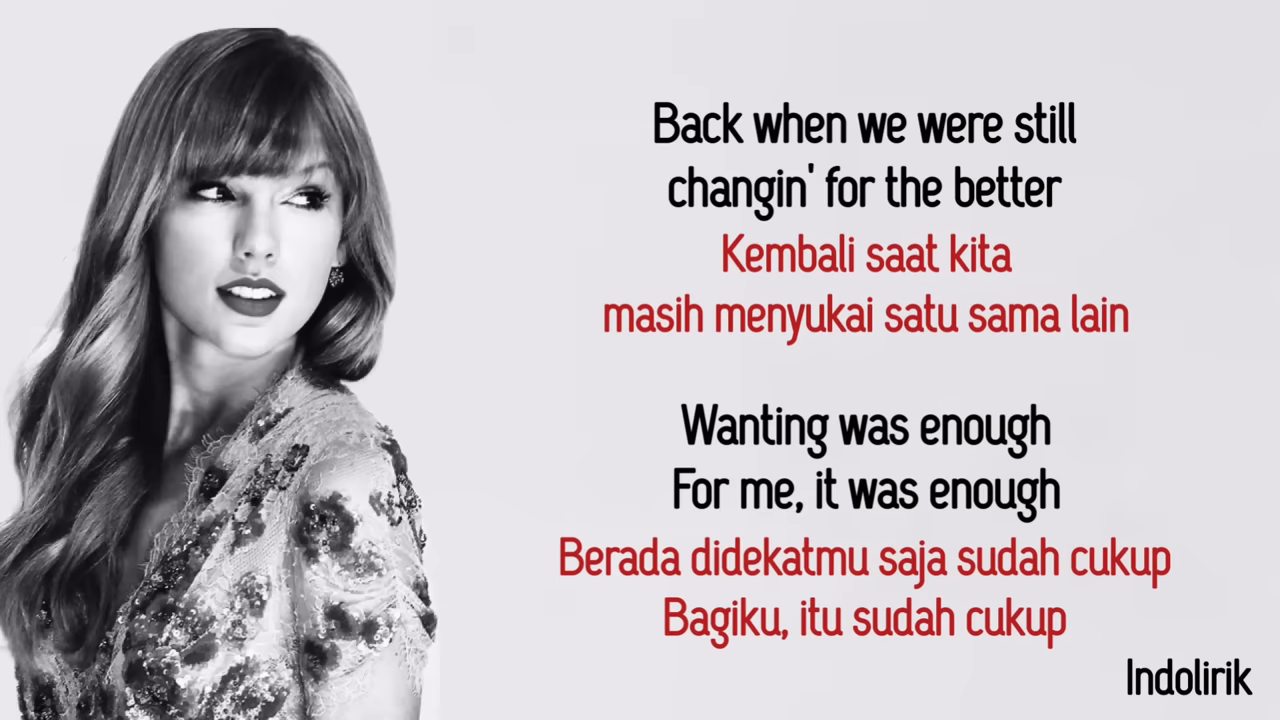 Back when we were still
changin' for the better
Kembali saat kita
masih menyukai satu sama lain
Wanting was enough
For me, it was enough
Berada didekatmu saja sudah cukup
Bagiku, itu sudah cukup
Indolirik